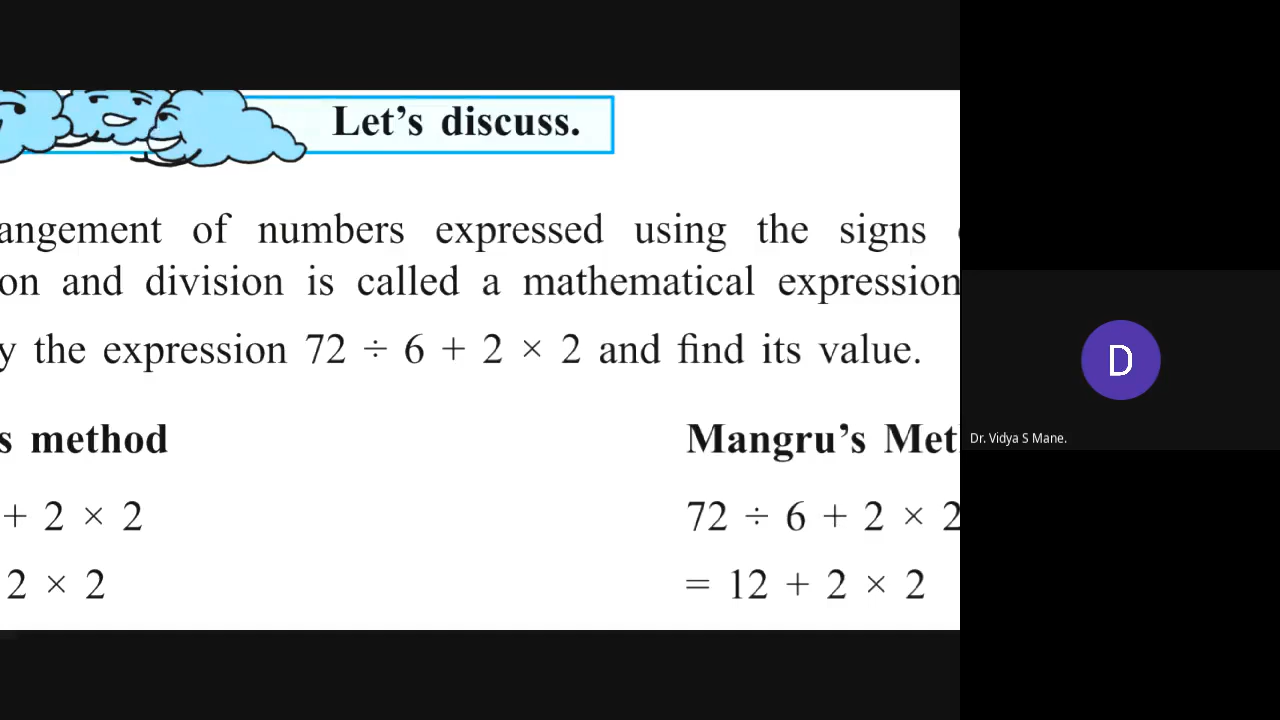 Let's discuss.
angement of numbers expressed using the signs
on and division is called a mathematical expression
y the expression 72 ÷ 6 + 2 × 2 and find its value.
s method
Mangru's Met
+ 2 × 2
72 ÷ 6 + 2 × 2
2 × 2
= 12 + 2 × 2
D
Dr. Vidya S Mane.